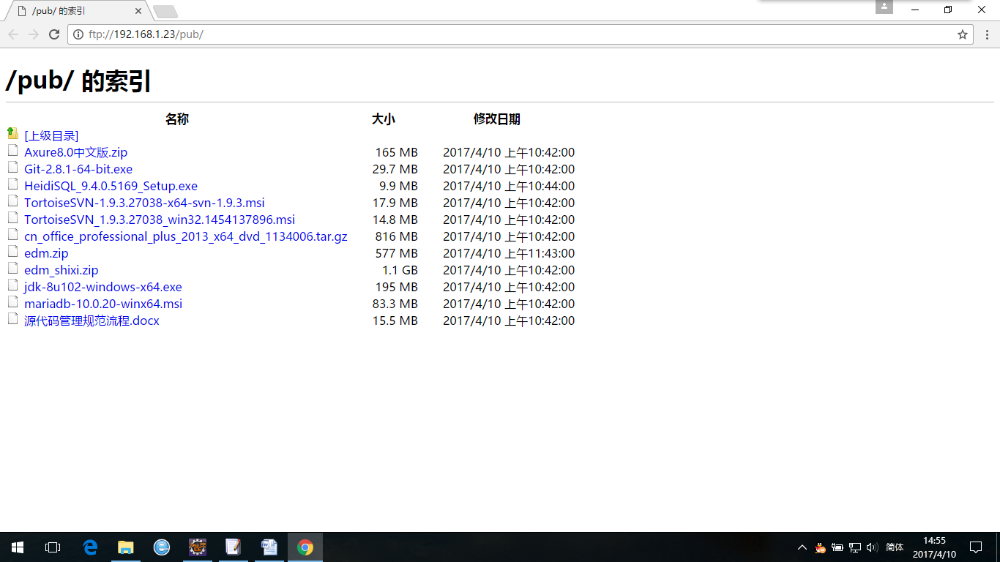 /pub/ 的索引
ftp://192.168.1.23/pub/
/pub/ 的索引
名称 大小 修改日期
[上级目录]
Axure8.0中文版.zip 165 MB 2017/4/10 上午10:42:00
Git-2.8.1-64-bit.exe 29.7 MB 2017/4/10 上午10:42:00
HeidiSQL_9.4.0.5169_Setup.exe 9.9 MB 2017/4/10 上午10:44:00
TortoiseSVN-1.9.3.27038-x64-svn-1.9.3.msi 17.9 MB 2017/4/10 上午10:42:00
TortoiseSVN_1.9.3.27038_win32.1454137896.msi 14.8 MB 2017/4/10 上午10:42:00
cn_office_professional_plus_2013_x64_dvd_1134006.tar.gz 816 MB 2017/4/10 上午10:42:00
edm.zip 577 MB 2017/4/10 上午11:43:00
edm_shixi.zip 1.1 GB 2017/4/10 上午10:42:00
jdk-8u102-windows-x64.exe 195 MB 2017/4/10 上午10:42:00
mariadb-10.0.20-winx64.msi 83.3 MB 2017/4/10 上午10:42:00
源代码管理规范流程.docx 15.5 MB 2017/4/10 上午10:42:00
简体 14:55
2017/4/10